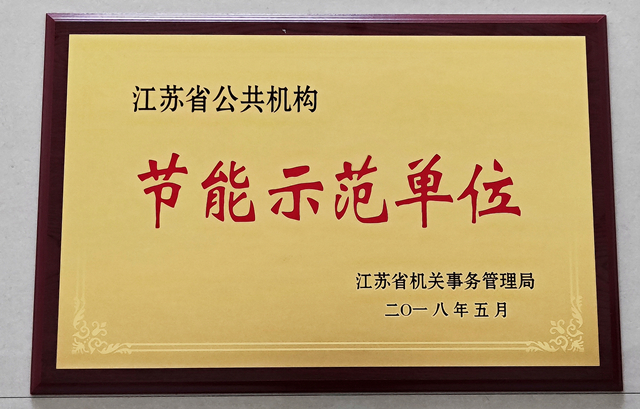 江苏省公共机构
节能示范单位
江苏省机关事务管理局
二〇一八年五月